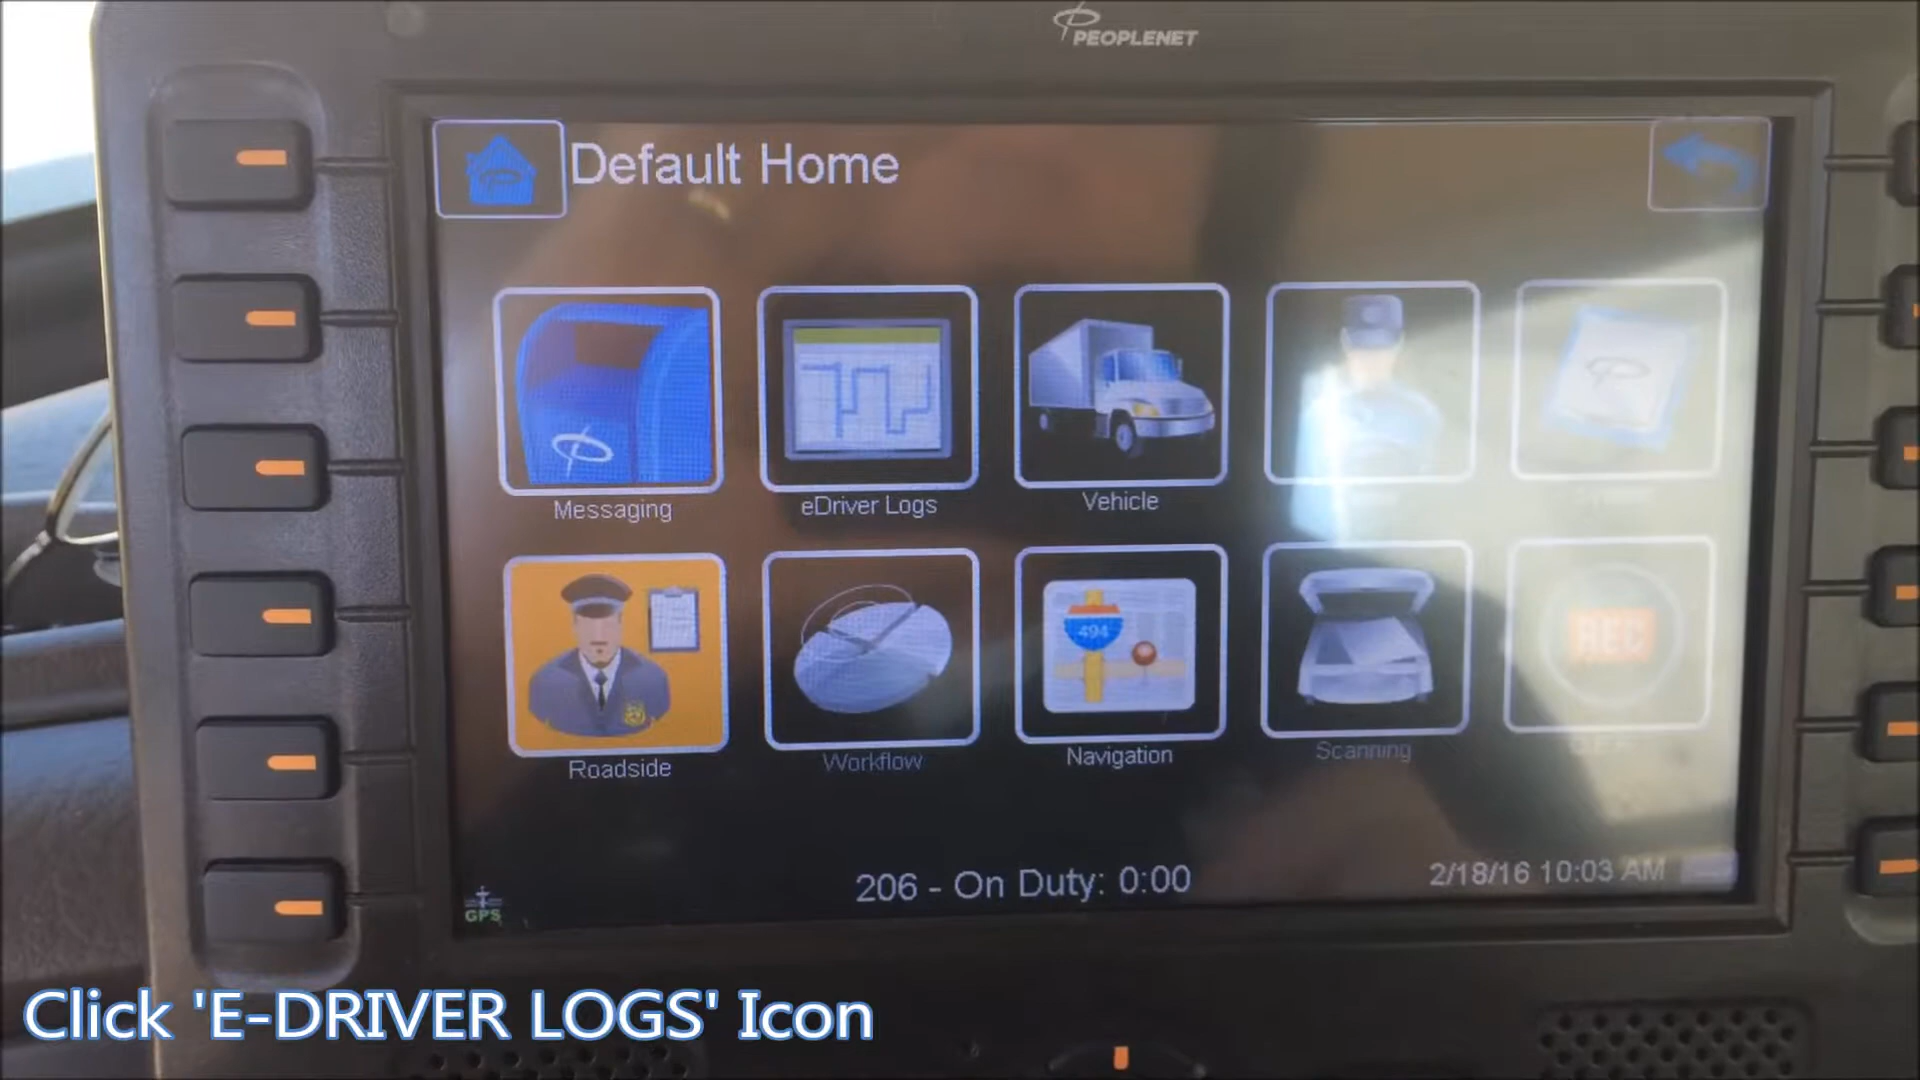 PEOPLENET
Default Home
Messaging
eDriver Logs
Vehicle
494
REC
Roadside
Workflow
Navigation
Scanning
GPS
206 - On Duty: 0:00
2/18/16 10:03 AM
Click 'E-DRIVER LOGS' Icon